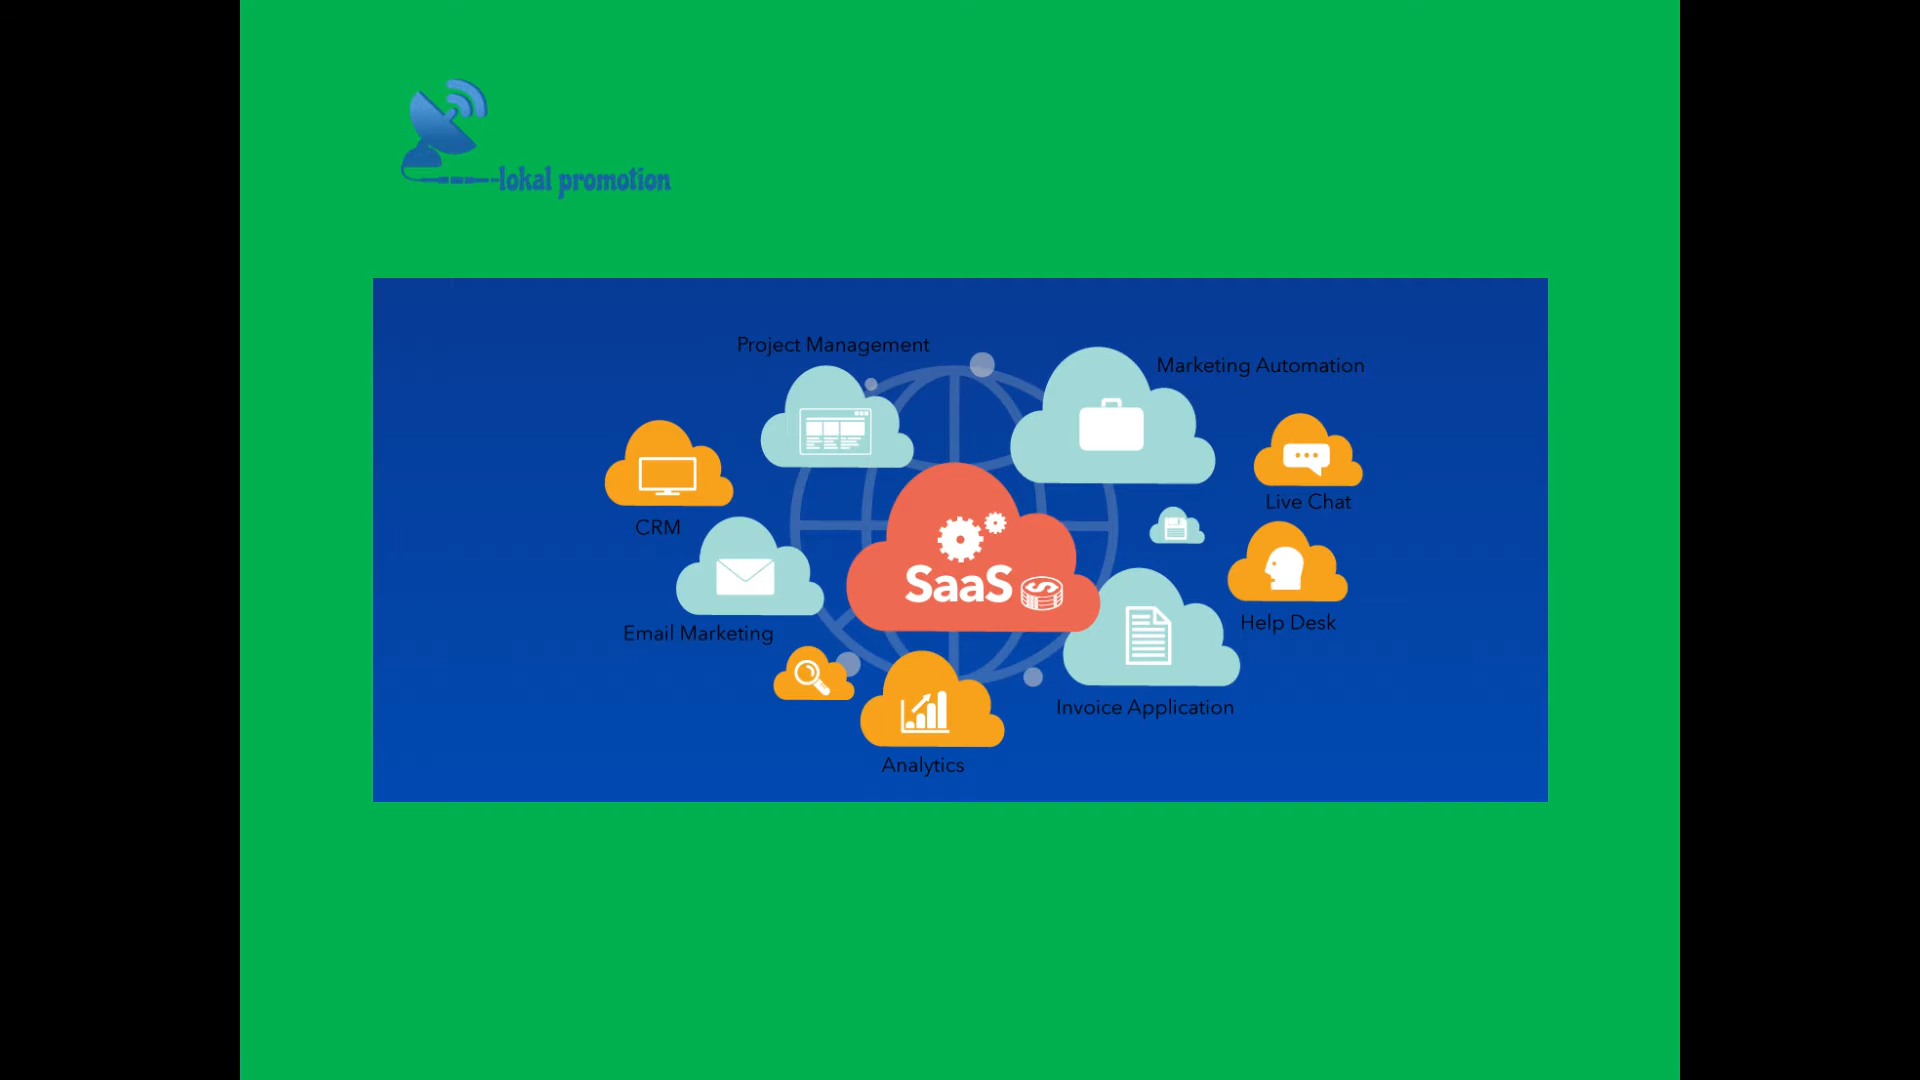 lokal promotion
Project Management
Marketing Automation
Live Chat
CRM
SaaS
Help Desk
Email Marketing
Invoice Application
Analytics